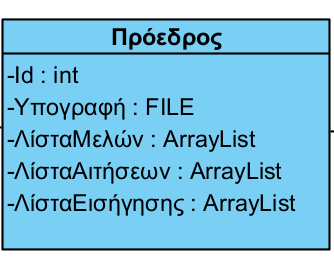 Πρόεδρος
-Id : int
-Υπογραφή : FILE
-ΛίσταΜελών : ArrayList
-ΛίσταΑιτήσεων : ArrayList
-ΛίσταΕισήγησης : ArrayList